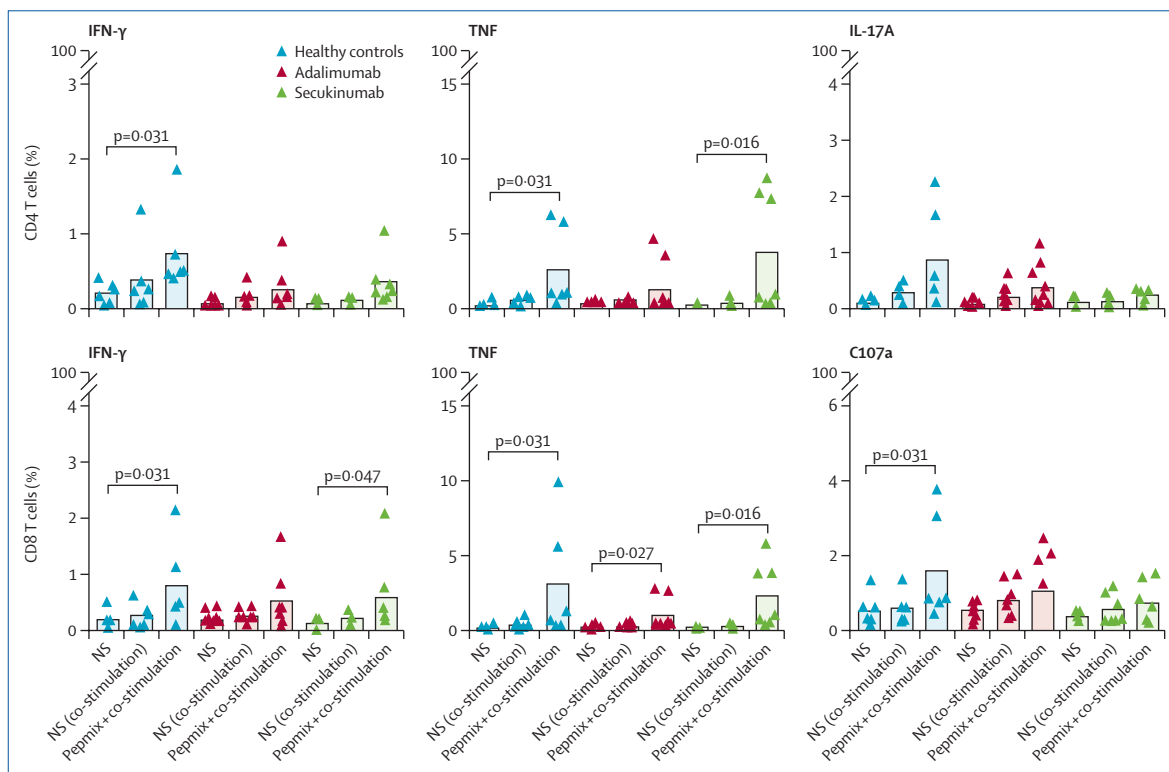 IFN-γ
TNF
IL-17A
Healthy controls
Adalimumab
Secukinumab
CD4 T cells (%)
100
3
2
1
0
p=0·031
100
15
10
5
0
p=0·031
p=0·016
100
4
3
2
1
0
IFN-γ
TNF
C107a
CD8 T cells (%)
100
4
3
2
1
0
p=0·031
p=0·047
100
15
10
5
0
p=0·031
p=0·027
p=0·016
100
6
4
2
0
p=0·031
NS
NS (co-stimulation)
Pepmix + co-stimulation
NS
NS (co-stimulation)
Pepmix + co-stimulation
NS
NS (co-stimulation)
Pepmix + co-stimulation
NS
NS (co-stimulation)
Pepmix + co-stimulation
NS
NS (co-stimulation)
Pepmix + co-stimulation
NS
NS (co-stimulation)
Pepmix + co-stimulation
NS
NS (co-stimulation)
Pepmix + co-stimulation
NS
NS (co-stimulation)
Pepmix + co-stimulation
NS
NS (co-stimulation)
Pepmix + co-stimulation